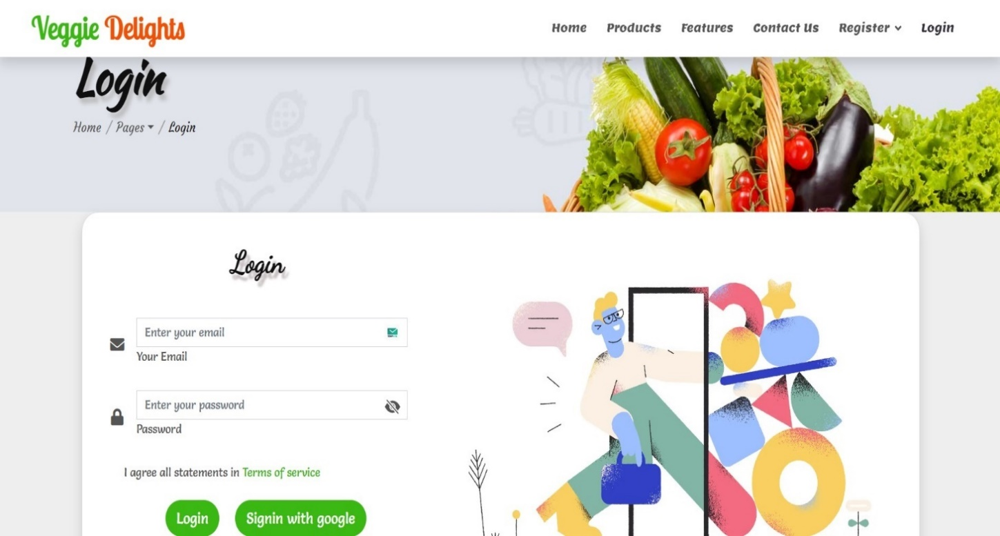 Veggie Delights
Home Products Features Contact Us Register Login
Login
Home / Pages / Login
Login
Enter your email
Your Email
Enter your password
Password
I agree all statements in Terms of service
Login Signin with google